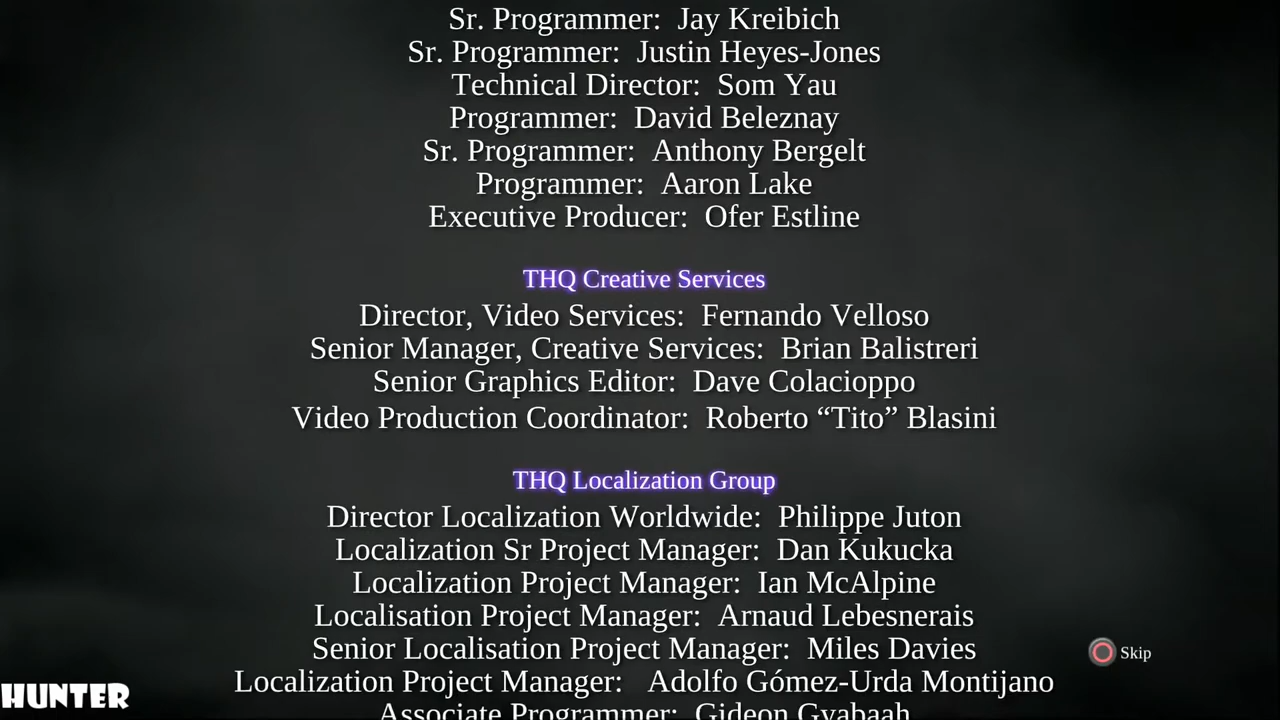 Sr. Programmer: Jay Kreibich
Sr. Programmer: Justin Heyes-Jones
Technical Director: Som Yau
Programmer: David Beleznay
Sr. Programmer: Anthony Bergelt
Programmer: Aaron Lake
Executive Producer: Ofer Estline
THQ Creative Services
Director, Video Services: Fernando Velloso
Senior Manager, Creative Services: Brian Balistreri
Senior Graphics Editor: Dave Colacioppo
Video Production Coordinator: Roberto “Tito” Blasini
THQ Localization Group
Director Localization Worldwide: Philippe Juton
Localization Sr Project Manager: Dan Kukucka
Localization Project Manager: Ian McAlpine
Localisation Project Manager: Arnaud Lebesnerais
Senior Localisation Project Manager: Miles Davies
Skip
Localization Project Manager: Adolfo Gómez-Urda Montijano
HUNTER
Associate Programmer: Gideon Gyabaah